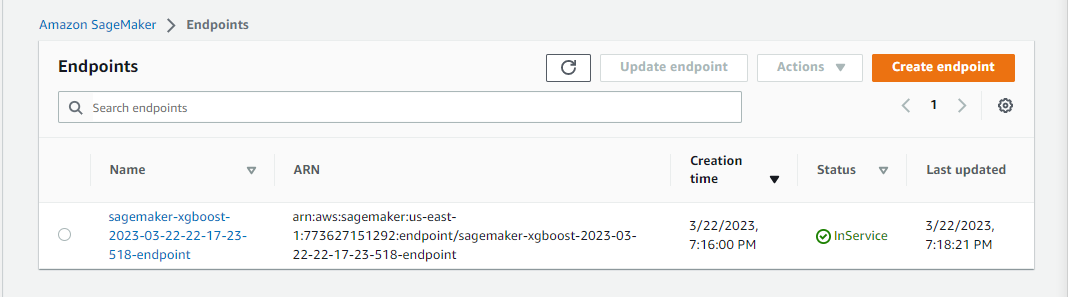 Amazon SageMaker > Endpoints
Endpoints
Update endpoint
Actions
Create endpoint
Search endpoints
1
Name
ARN
Creation
time
Status
Last updated
sagemaker-xgboost-
2023-03-22-22-17-23-
518-endpoint
arn:aws:sagemaker:us-east-
1:773627151292:endpoint/sagemaker-xgboost-2023-03-
22-22-17-23-518-endpoint
3/22/2023,
7:16:00 PM
InService
3/22/2023,
7:18:21 PM